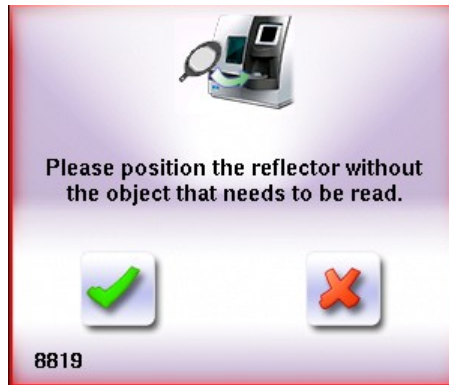 Please position the reflector without
the object that needs to be read.
8819